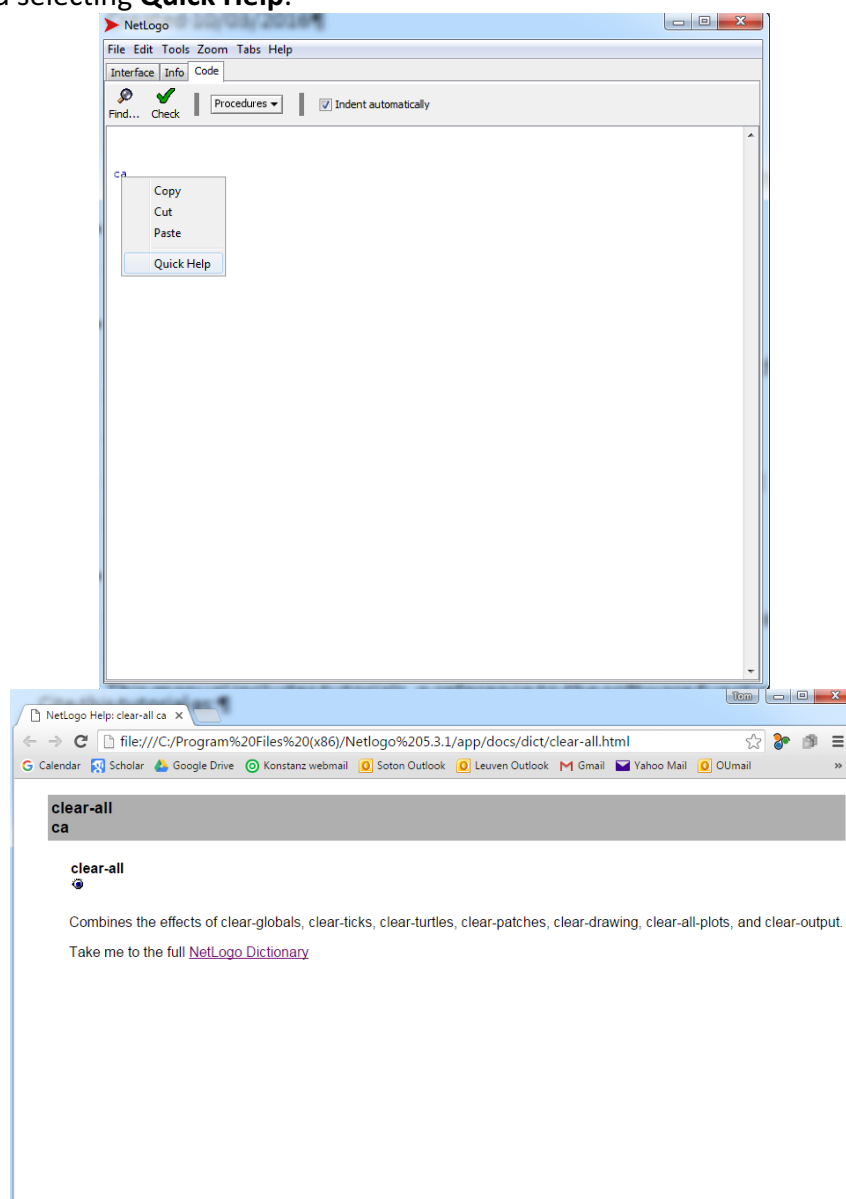 selecting Quick Help.
NetLogo
File Edit Tools Zoom Tabs Help
Interface Info Code
Find... Check Procedures Indent automatically
ca
Copy
Cut
Paste
Quick Help
Tom
NetLogo Help: clear-all ca
file:///C:/Program%20Files%20(x86)/Netlogo%205.3.1/app/docs/dict/clear-all.html
Calendar Scholar Google Drive Konstanz webmail Soton Outlook Leuven Outlook Gmail Yahoo Mail OUmail »
clear-all
ca
clear-all
Combines the effects of clear-globals, clear-ticks, clear-turtles, clear-patches, clear-drawing, clear-all-plots, and clear-output.
Take me to the full NetLogo Dictionary